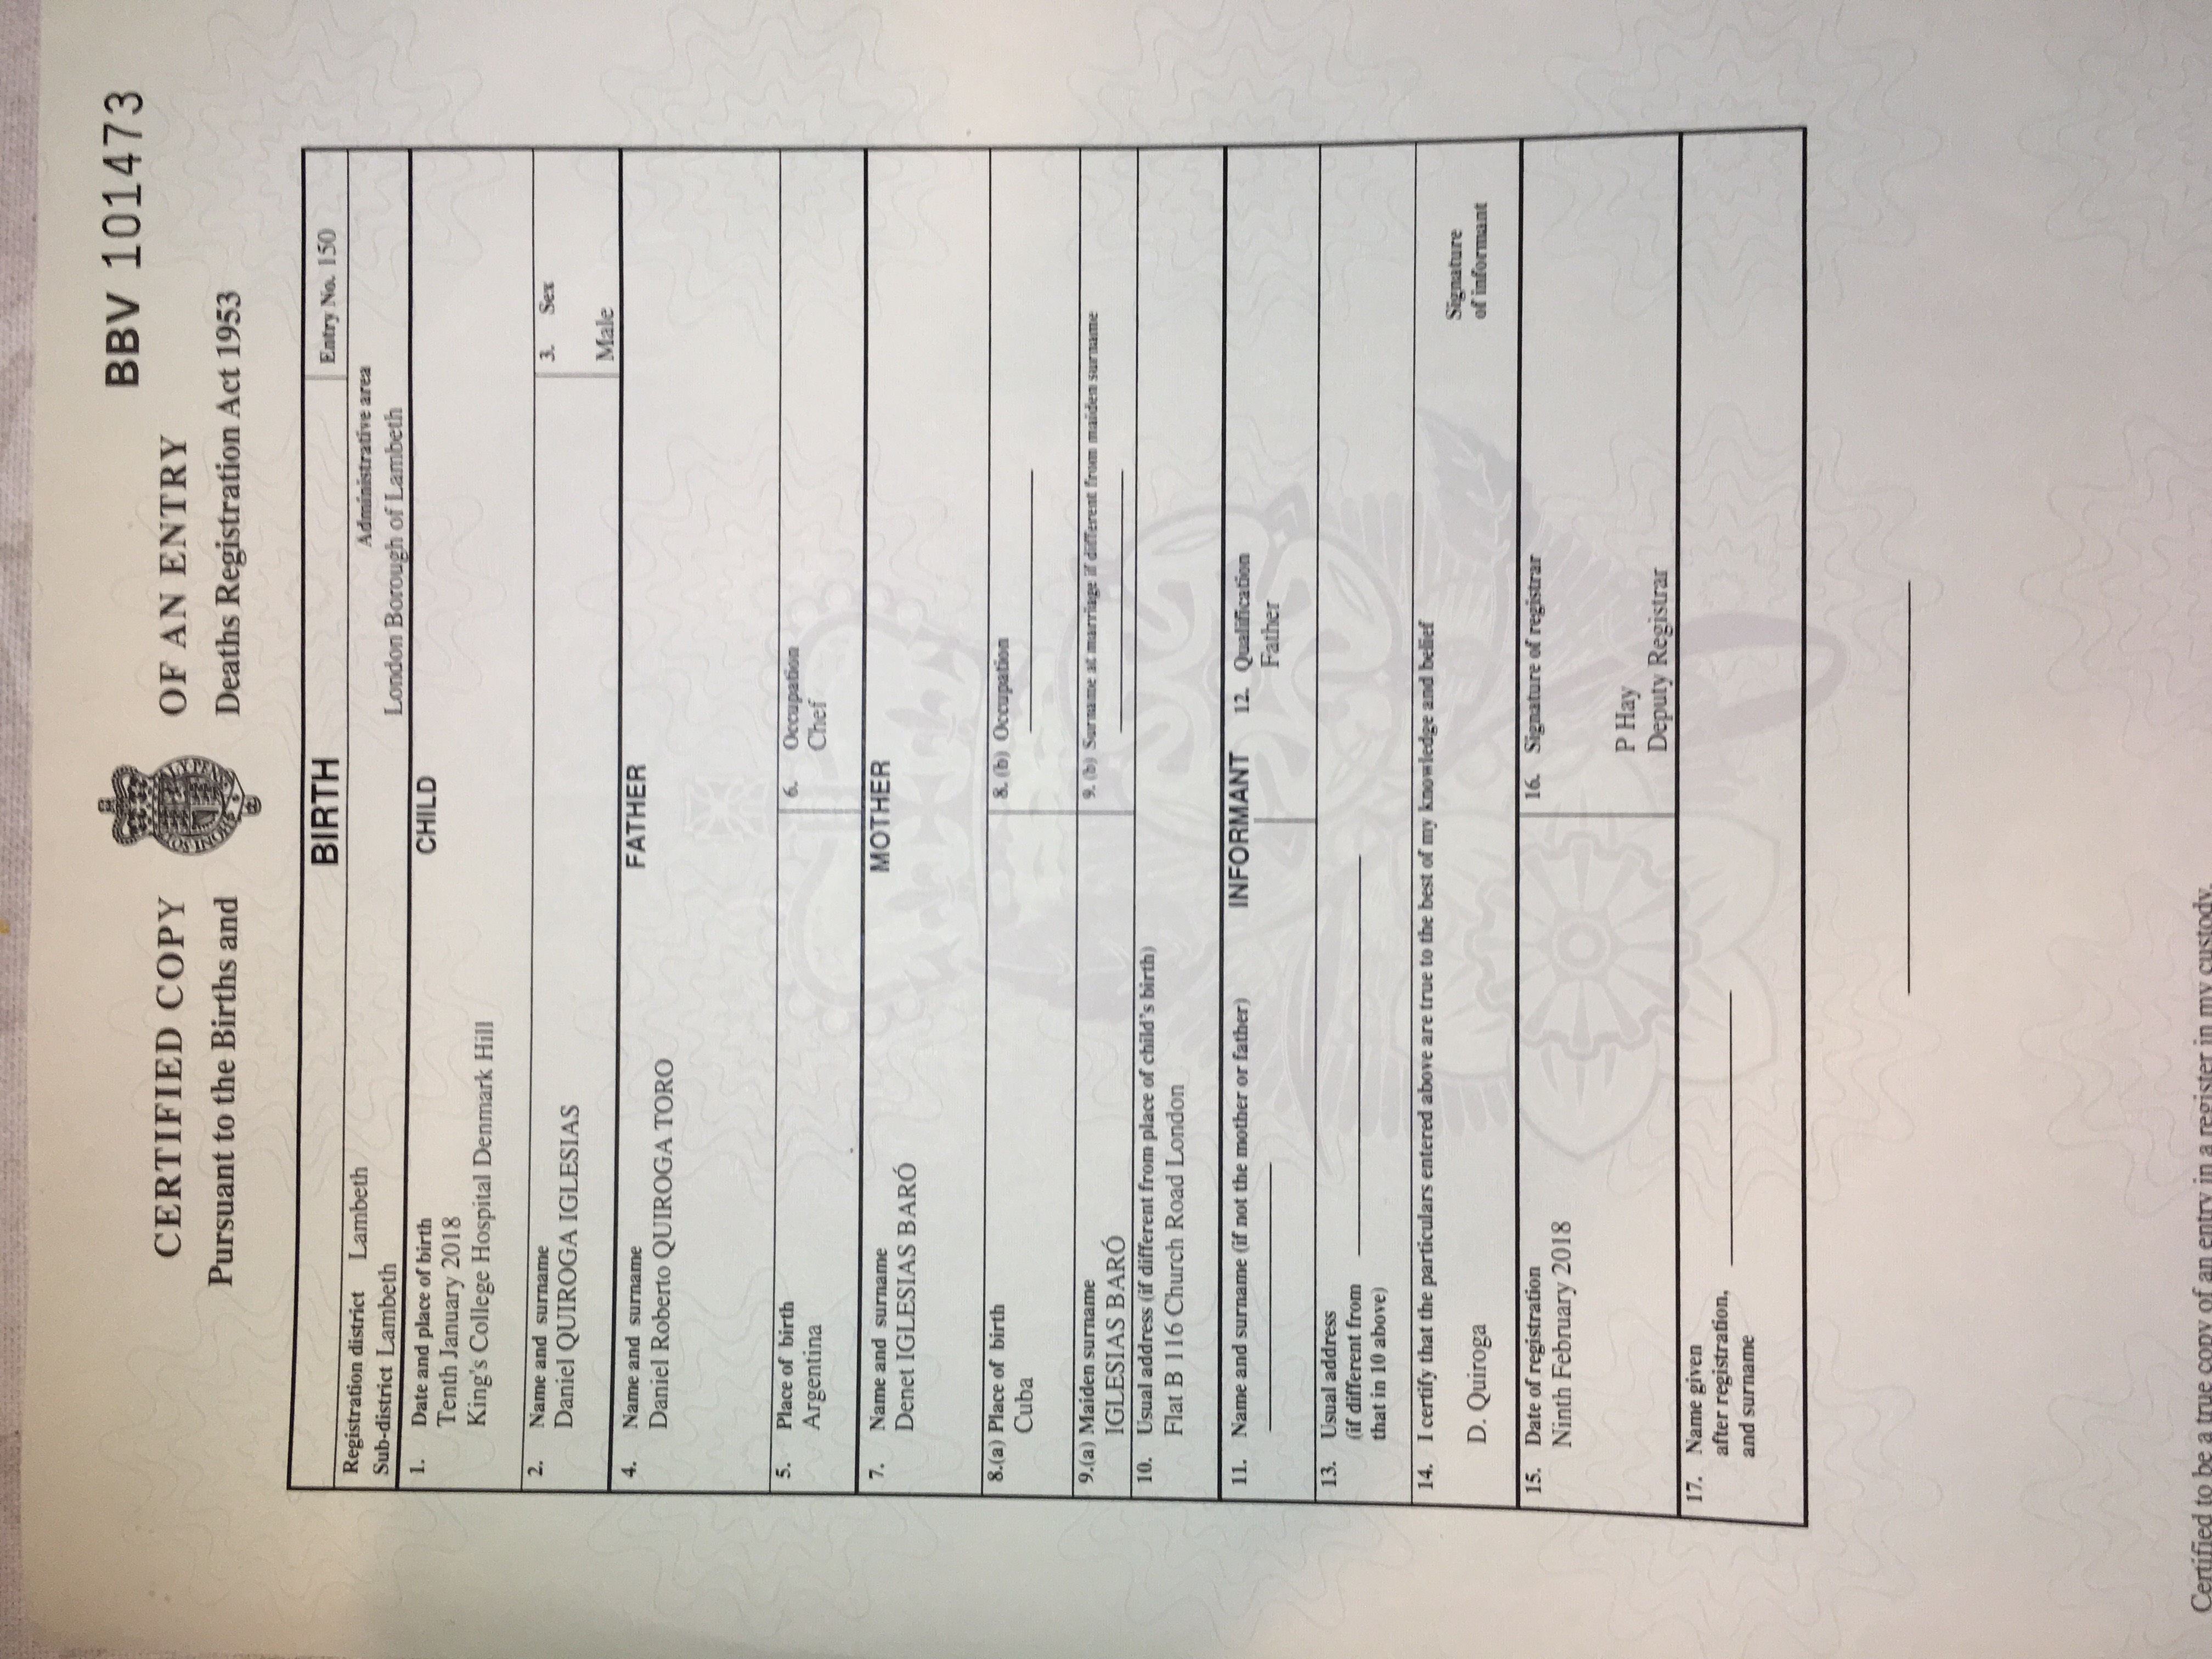 BBV 101473
CERTIFIED COPY OF AN ENTRY
Pursuant to the Births and Deaths Registration Act 1953
BIRTH Entry No. 150
Registration district Lambeth Administrative area
Sub-district Lambeth London Borough of Lambeth
CHILD
1. Date and place of birth
Tenth January 2018
King's College Hospital Denmark Hill
2. Name and surname 3. Sex
Daniel QUIROGA IGLESIAS Male
FATHER
4. Name and surname
Daniel Roberto QUIROGA TORO
5. Place of birth 6. Occupation
Argentina Chef
MOTHER
7. Name and surname
Denet IGLESIAS BARÓ
8.(a) Place of birth 8. (b) Occupation
Cuba
9.(a) Maiden surname 9. (b) Surname at marriage if different from maiden surname
IGLESIAS BARÓ
10. Usual address (if different from place of child's birth)
Flat B 116 Church Road London
INFORMANT
11. Name and surname (if not the mother or father) 12. Qualification
Father
13. Usual address
(if different from
that in 10 above)
14. I certify that the particulars entered above are true to the best of my knowledge and belief
D. Quiroga Signature
of informant
15. Date of registration 16. Signature of registrar
Ninth February 2018
P Hay
Deputy Registrar
17. Name given
after registration,
and surname
Certified to be a true copy of an entry in a register in my custody.